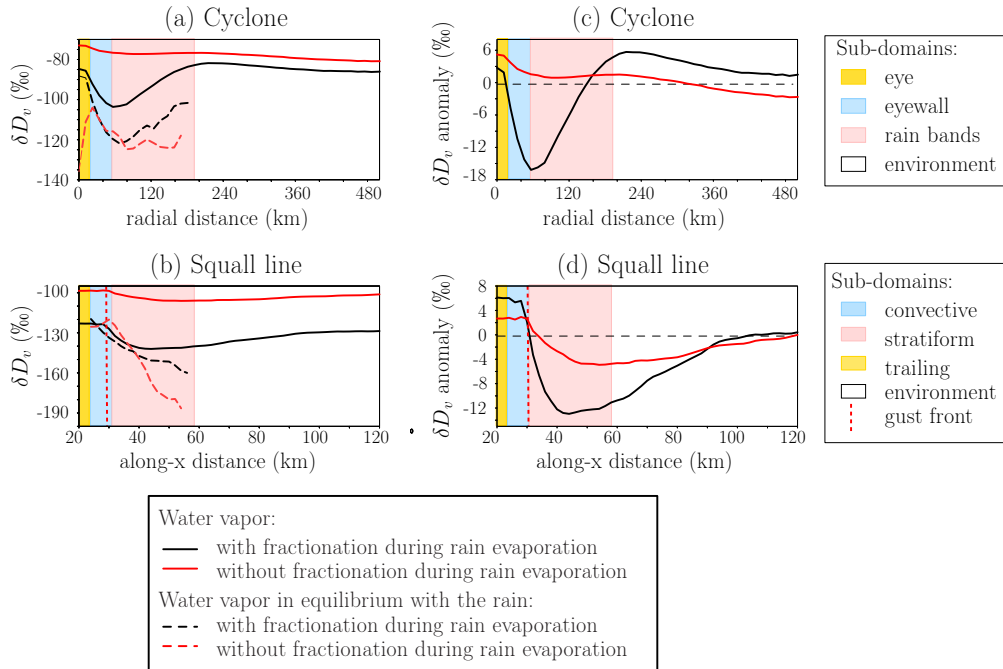 (a) Cyclone
δD_v (‰)
-80
-100
-120
-140
0
120
240
360
480
radial distance (km)
(c) Cyclone
δD_v anomaly (‰)
6
0
-6
-12
-18
0
120
240
360
480
radial distance (km)
Sub-domains:
eye
eyewall
rain bands
environment
(b) Squall line
δD_v (‰)
-100
-130
-160
-190
20
40
60
80
100
120
along-x distance (km)
(d) Squall line
δD_v anomaly (‰)
8
4
0
-4
-8
-12
20
40
60
80
100
120
along-x distance (km)
Sub-domains:
convective
stratiform
trailing
environment
gust front
Water vapor:
with fractionation during rain evaporation
without fractionation during rain evaporation
Water vapor in equilibrium with the rain:
with fractionation during rain evaporation
without fractionation during rain evaporation